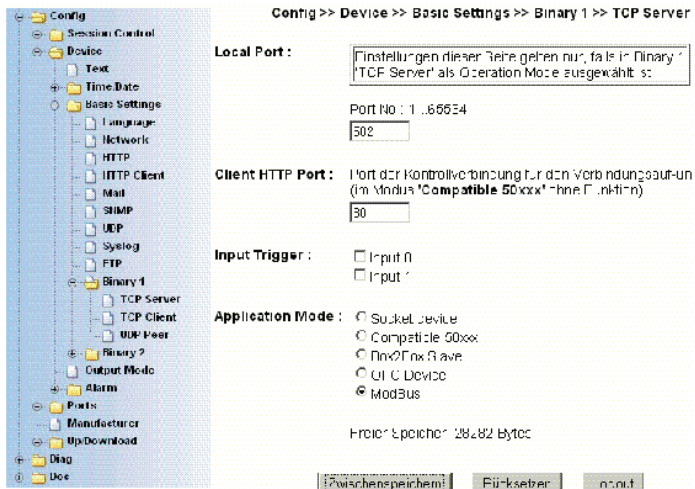 Config >> Device >> Basic Settings >> Binary 1 >> TCP Server
Config
Session Control
Device
Text
Time/Date
Basic Settings
Language
Network
HTTP
HTTP Client
Mail
SNMP
UDP
Syslog
FTP
Binary 1
TCP Server
TCP Client
UDP Peer
Binary 2
Output Mode
Alarm
Ports
Manufacturer
Up/Download
Diag
Doc
Local Port :
Einstellungen dieser Seite gelten nur, falls in Binary 1
'TCP Server' als Operation Mode ausgewählt ist
Port No : 1...65534
502
Client HTTP Port :
Port der Kontrollverbindung für den Verbindungsauf-un
(im Modus 'Compatible 50xxx' ohne Funktion)
80
Input Trigger :
Input 0
Input 1
Application Mode :
Socket device
Compatible 50xxx
Box2Box Slave
OPC Device
ModBus
Freier Speicher: 28282 Bytes
Zwischenspeichern
Rücksetzen
Logout